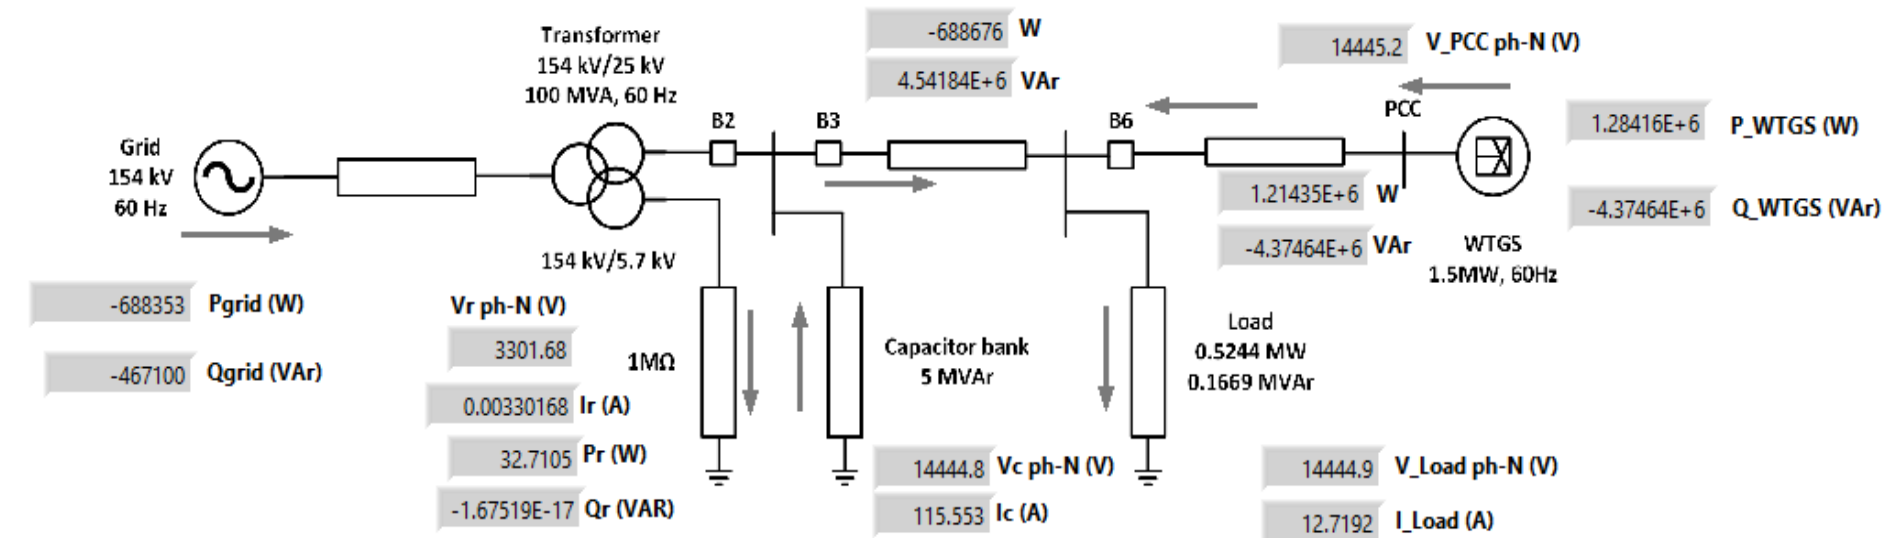 -688676 W
4.54184E+6 VAr
14445.2 V_PCC ph-N (V)
Transformer
154 kV/25 kV
100 MVA, 60 Hz
B2
B3
B6
PCC
1.28416E+6 P_WTGS (W)
Grid
154 kV
60 Hz
1.21435E+6 W
-4.37464E+6 VAr
-4.37464E+6 Q_WTGS (VAr)
WTGS
1.5MW, 60Hz
154 kV/5.7 kV
-688353 Pgrid (W)
-467100 Qgrid (VAr)
Vr ph-N (V)
3301.68
0.00330168 Ir (A)
32.7105 Pr (W)
-1.67519E-17 Qr (VAR)
1MΩ
Capacitor bank
5 MVAr
Load
0.5244 MW
0.1669 MVAr
14444.8 Vc ph-N (V)
115.553 Ic (A)
14444.9 V_Load ph-N (V)
12.7192 I_Load (A)